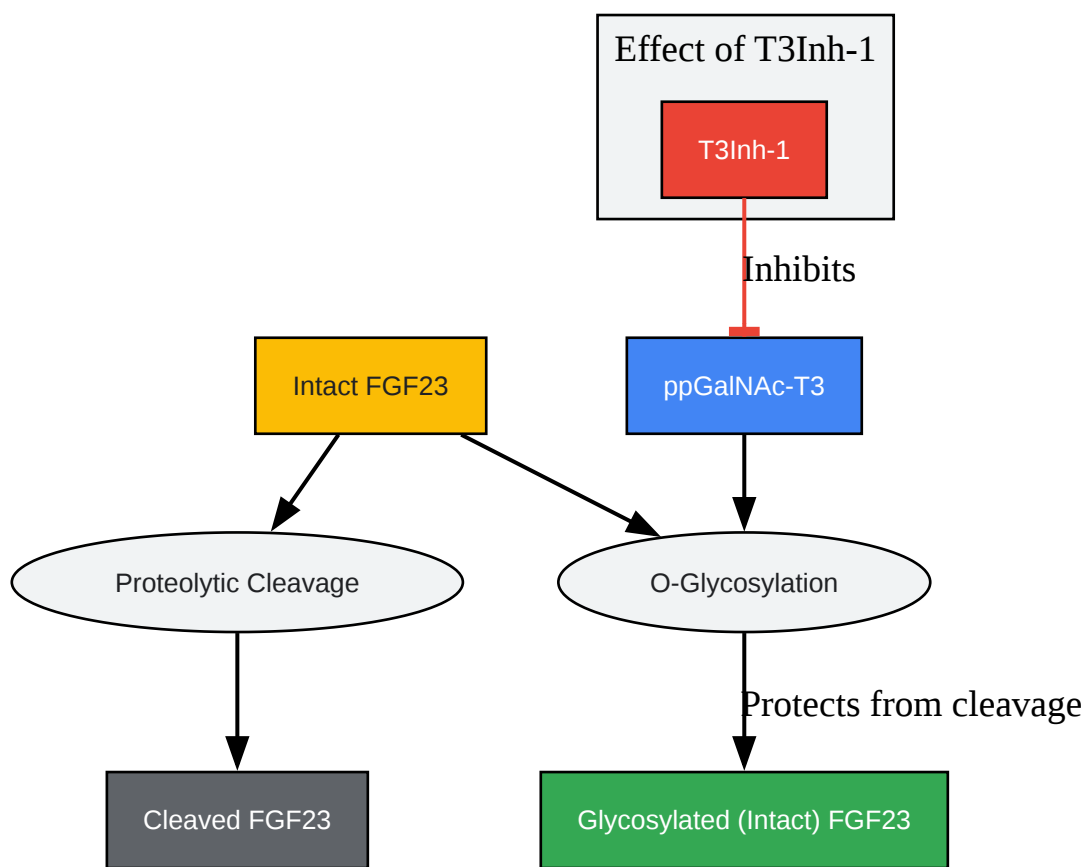 Effect of T3Inh-1
T3Inh-1
Inhibits
Intact FGF23
ppGalNAc-T3
Proteolytic Cleavage
O-Glycosylation
Protects from cleavage
Cleaved FGF23
Glycosylated (Intact) FGF23